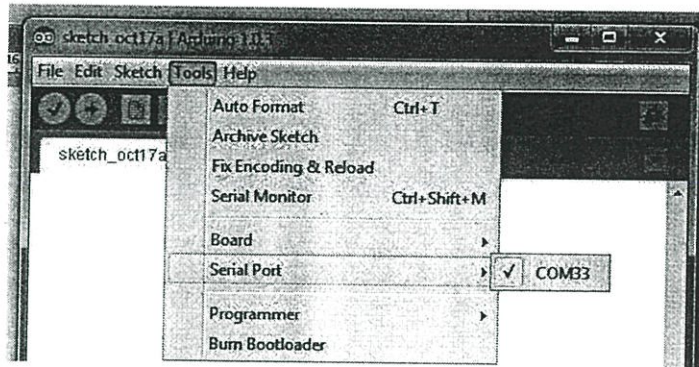 sketch_oct17a | Arduino 1.0.3
File Edit Sketch Tools Help
Auto Format Ctrl+T
Archive Sketch
sketch_oct17a
Fix Encoding & Reload
Serial Monitor Ctrl+Shift+M
Board
Serial Port
COM33
Programmer
Burn Bootloader